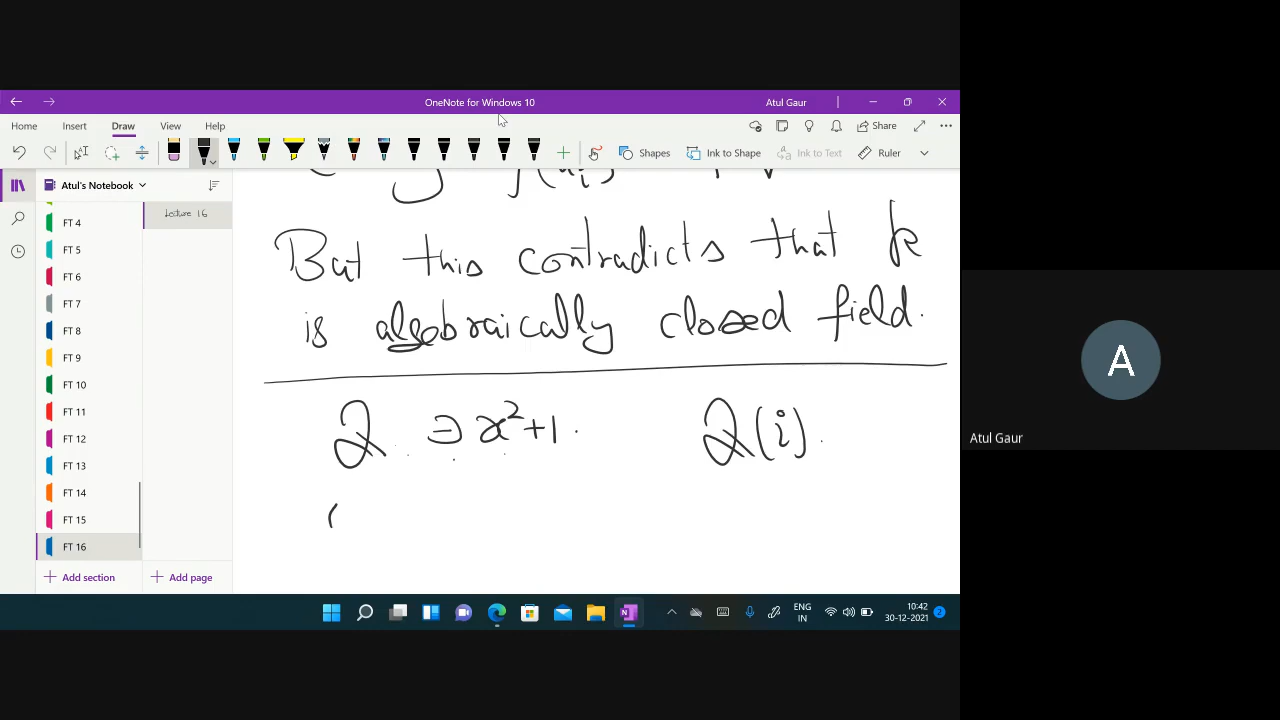 OneNote for Windows 10
Atul Gaur
Home Insert Draw View Help
Share
Shapes Ink to Shape Ink to Text Ruler
Atul's Notebook
FT 4
FT 5
FT 6
FT 7
FT 8
FT 9
FT 10
FT 11
FT 12
FT 13
FT 14
FT 15
FT 16
Add section
Lecture 16
Add page
But this contradicts that k
is algebraically closed field.
Q ∋ x²+1. Q(i).
A
Atul Gaur
ENG
IN
10:42
30-12-2021
2